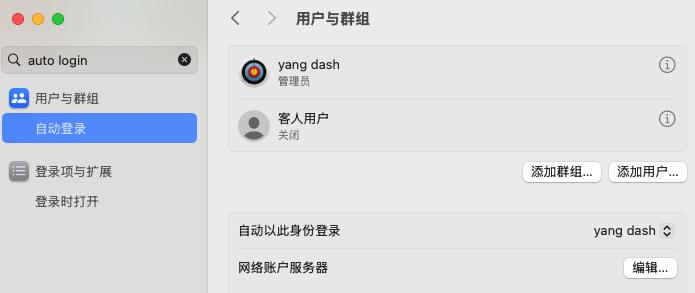 用户与群组
auto login
用户与群组
自动登录
登录项与扩展
登录时打开
yang dash
管理员
客人用户
关闭
添加群组... 添加用户...
自动以此身份登录 yang dash
网络账户服务器 编辑...